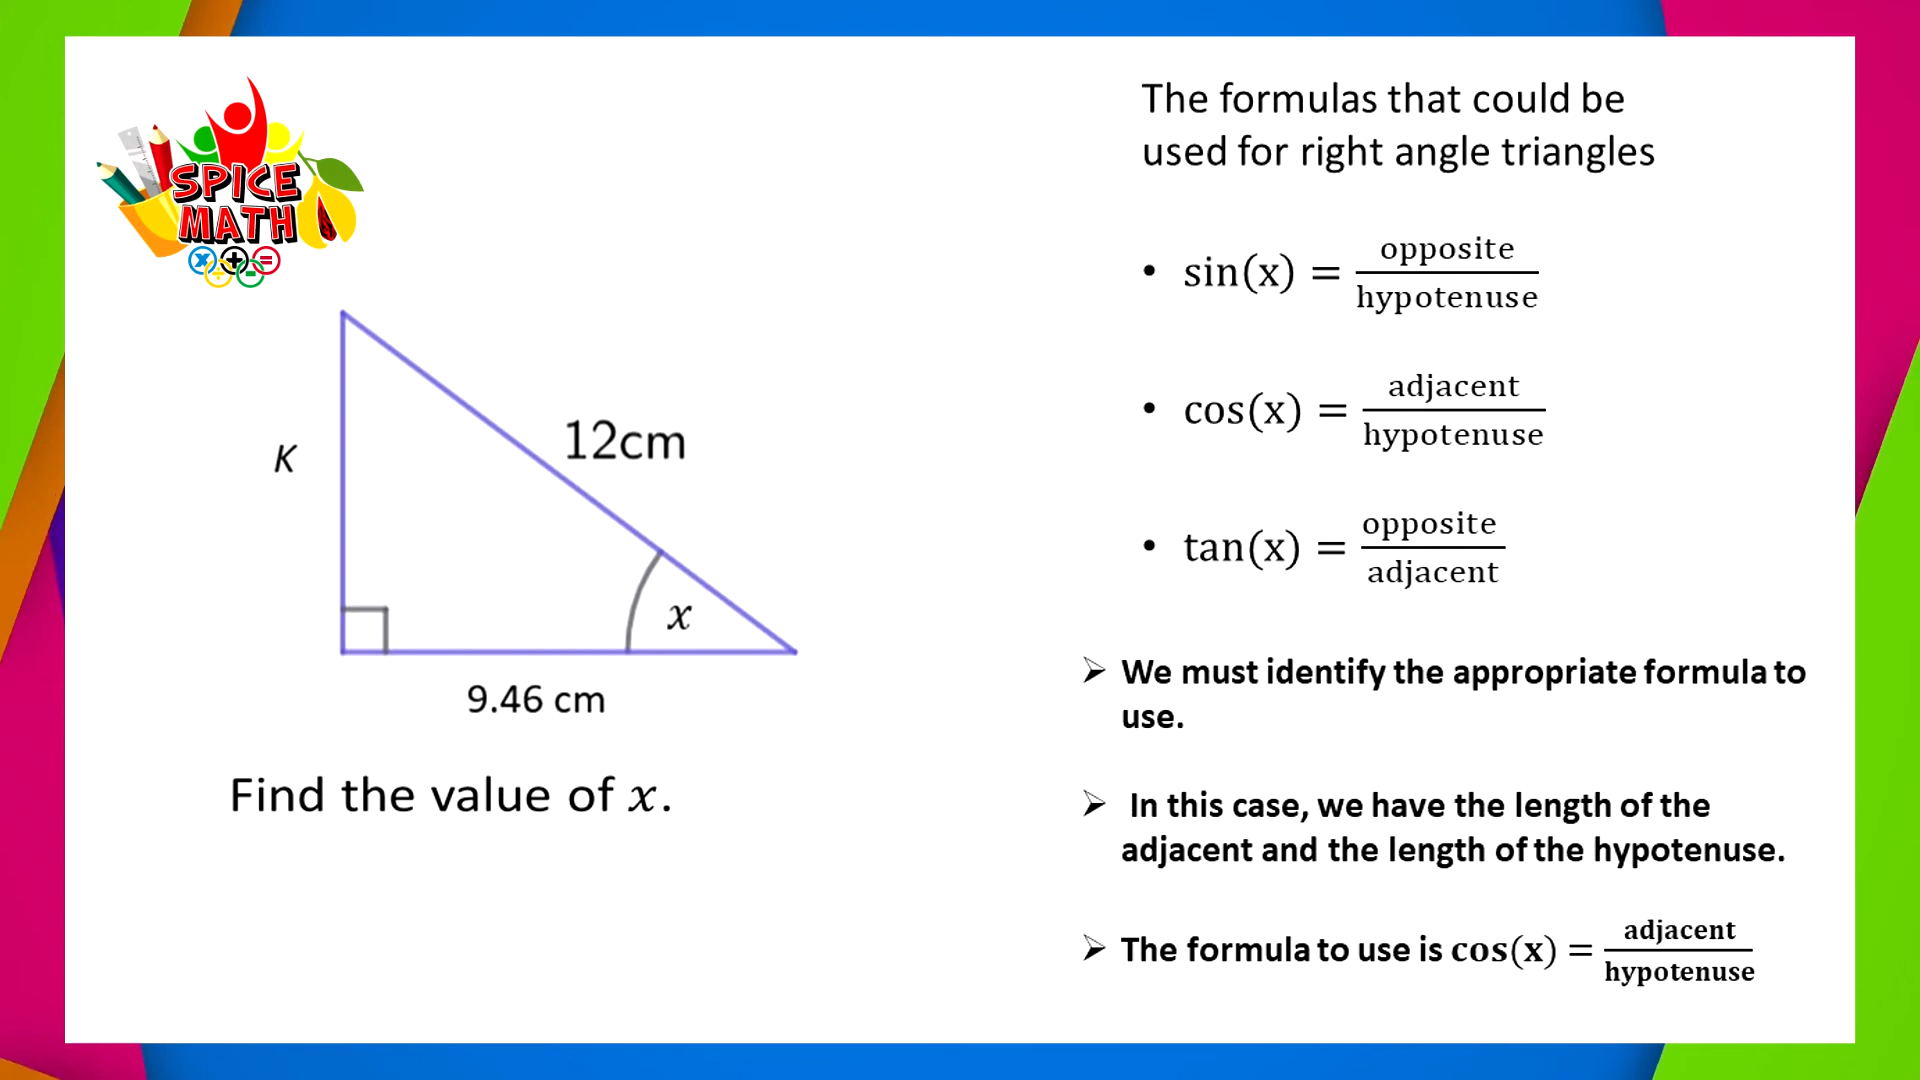 SPICE
MATH
x + =
÷ -
K
12cm
x
9.46 cm
Find the value of x.
The formulas that could be
used for right angle triangles
• sin(x) = opposite/hypotenuse
• cos(x) = adjacent/hypotenuse
• tan(x) = opposite/adjacent
➢ We must identify the appropriate formula to
use.
➢ In this case, we have the length of the
adjacent and the length of the hypotenuse.
➢ The formula to use is cos(x) = adjacent/hypotenuse